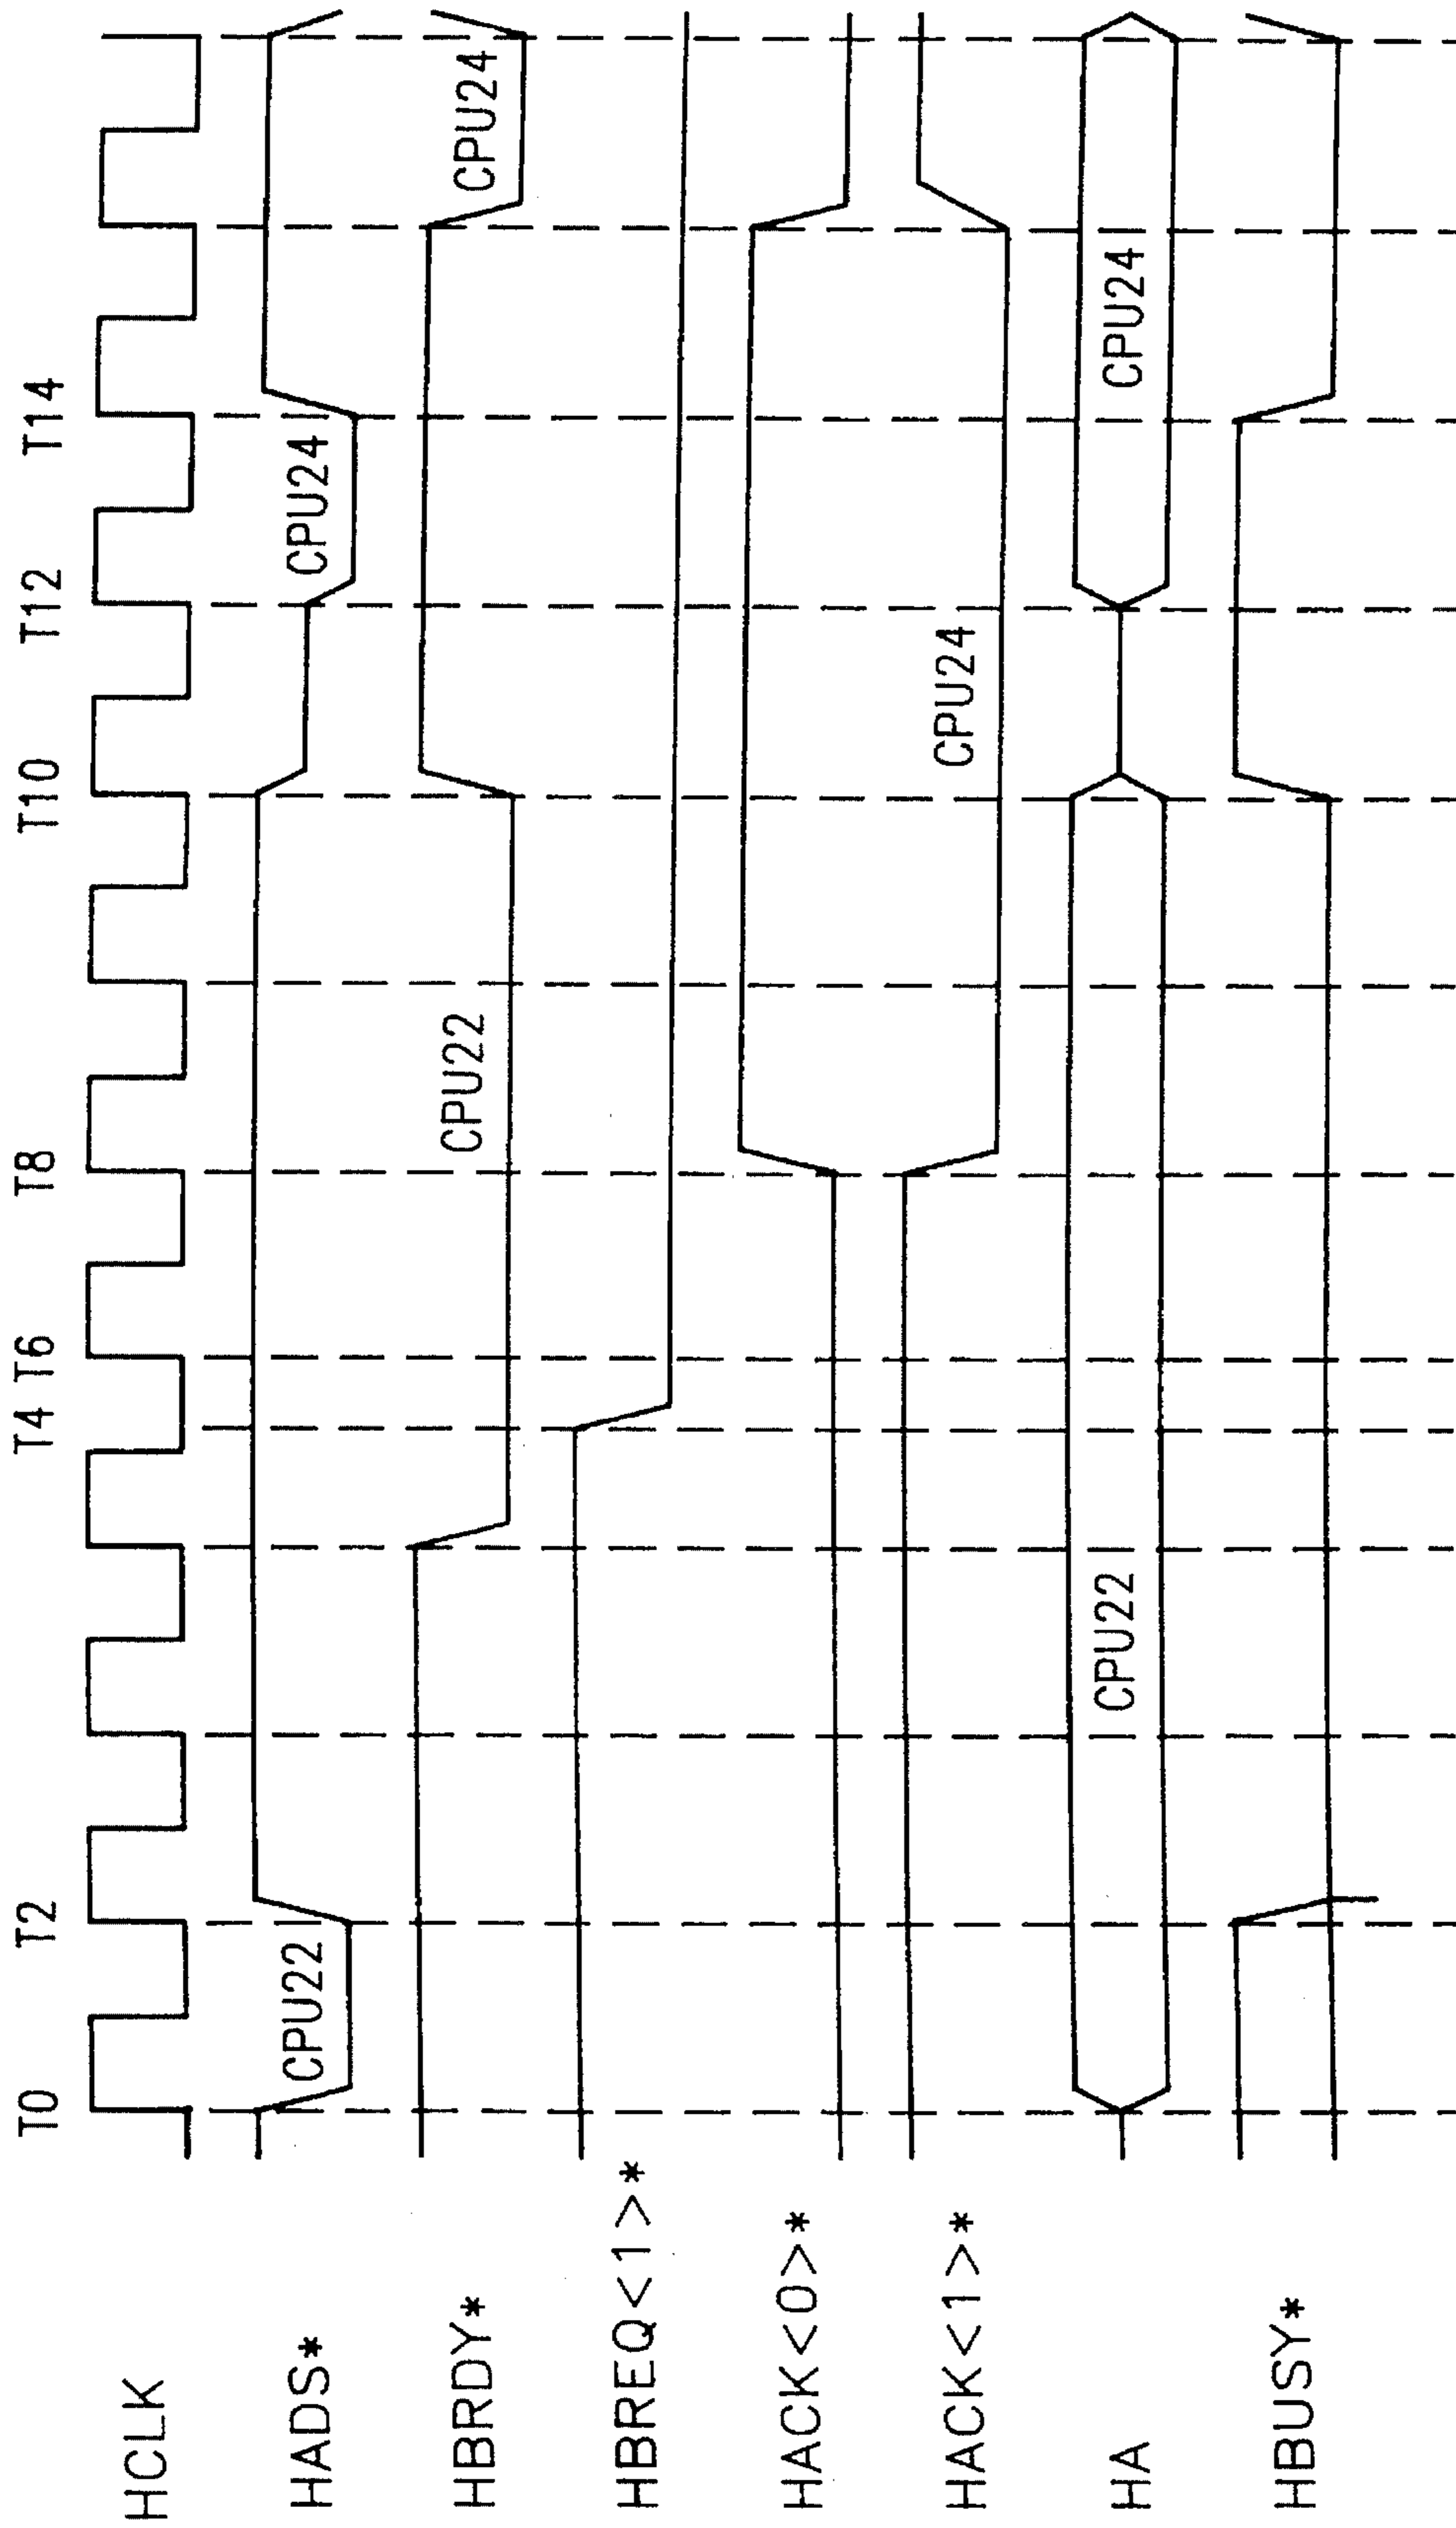 T0 T2 T4 T6 T8 T10 T12 T14
HCLK
HADS* CPU22 CPU24
HBRDY* CPU22 CPU24
HBREQ<1>*
HACK<0>*
HACK<1>* CPU24
HA CPU22 CPU24
HBUSY*